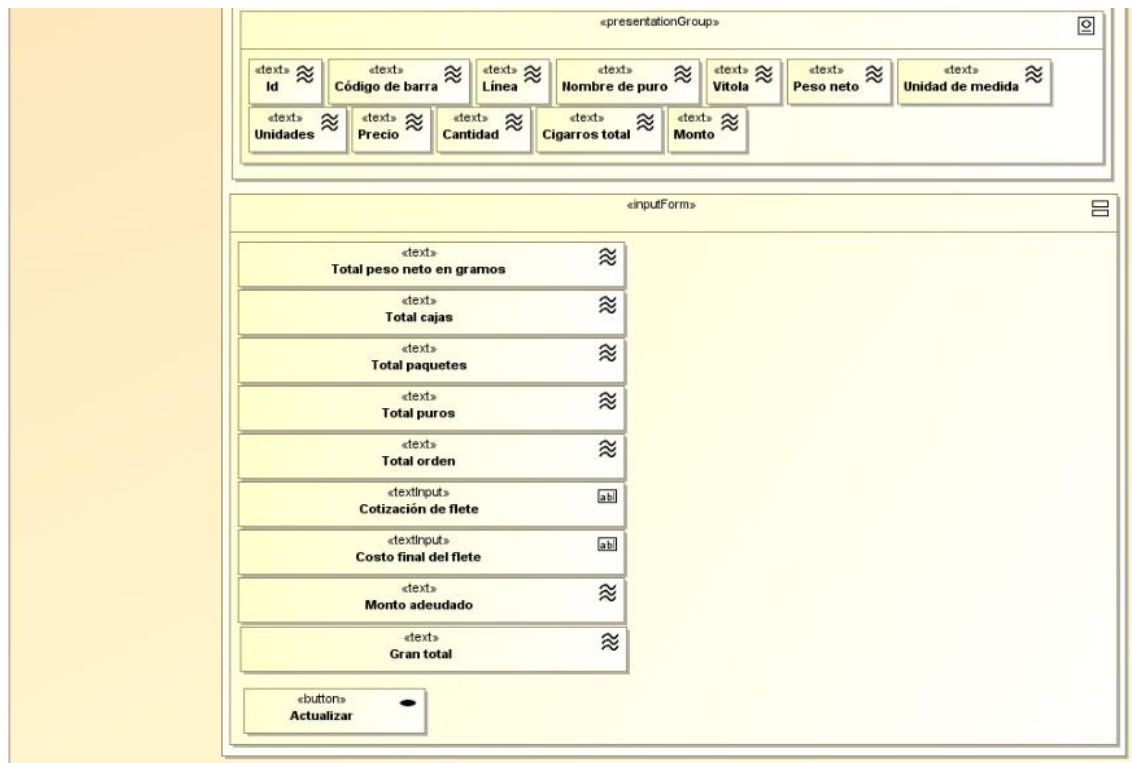 «presentationGroup»
«text» «text» «text» «text» «text» «text» «text»
Id Código de barra Línea Nombre de puro Vitola Peso neto Unidad de medida
«text» «text» «text» «text» «text»
Unidades Precio Cantidad Cigarros total Monto
«inputForm»
«text»
Total peso neto en gramos
«text»
Total cajas
«text»
Total paquetes
«text»
Total puros
«text»
Total orden
«textInput»
ab
Cotización de flete
«textInput»
ab
Costo final del flete
«text»
Monto adeudado
«text»
Gran total
«button»
Actualizar